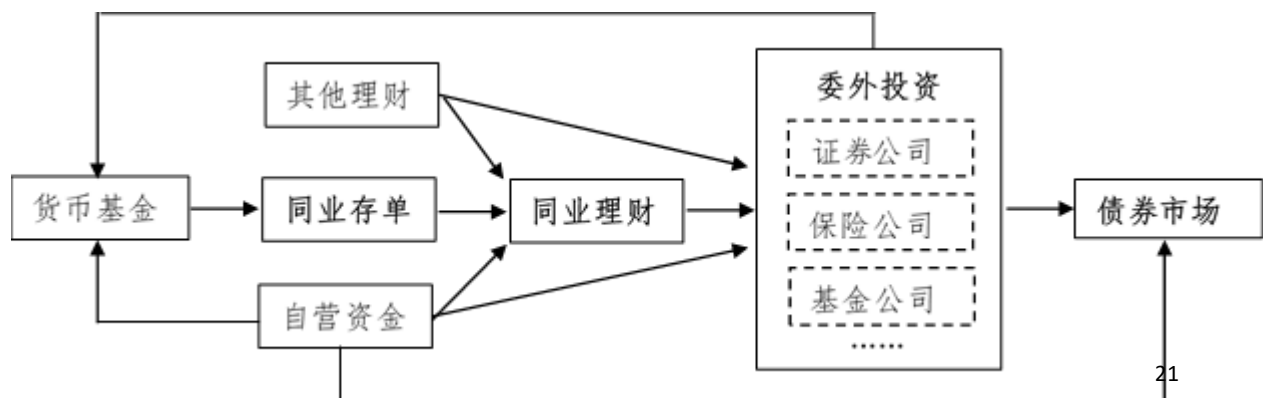 委外投资
其他理财
证券公司
货币基金
同业存单
同业理财
保险公司
债券市场
自营资金
基金公司
......
21